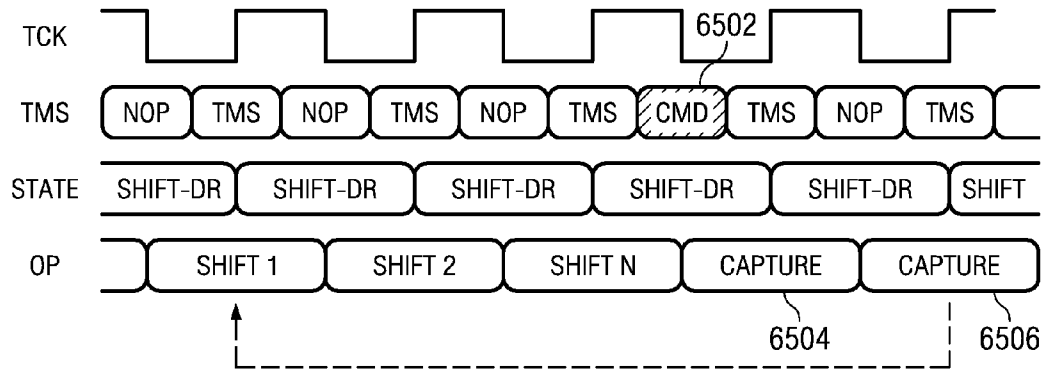 6502
TCK
TMS NOP TMS NOP TMS NOP TMS CMD TMS NOP TMS
STATE SHIFT-DR SHIFT-DR SHIFT-DR SHIFT-DR SHIFT-DR SHIFT
OP SHIFT 1 SHIFT 2 SHIFT N CAPTURE CAPTURE
6504 6506